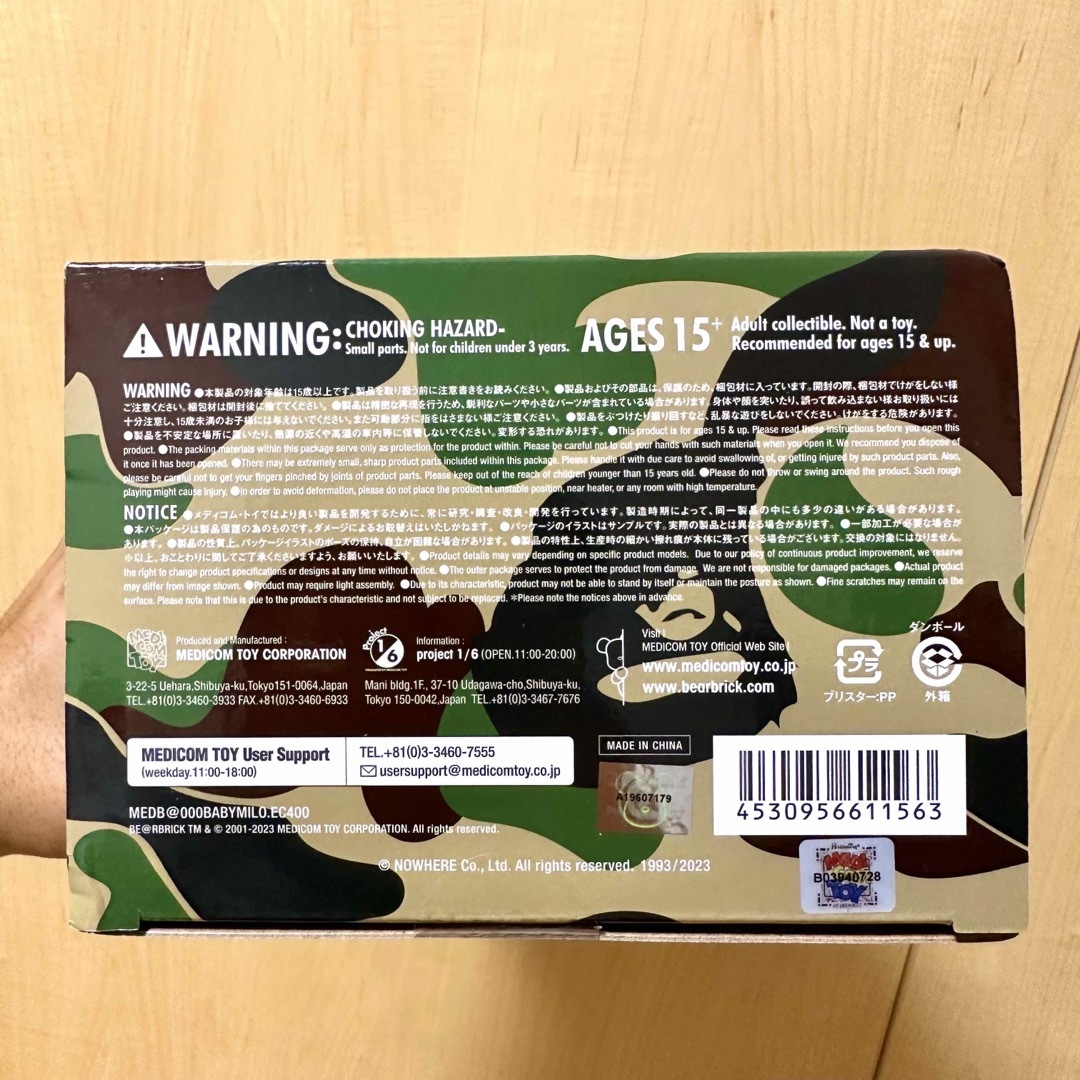 WARNING: CHOKING HAZARD-
Small parts. Not for children under 3 years.
AGES 15+ Adult collectible. Not a toy.
Recommended for ages 15 & up.
WARNING ●本製品の対象年齢は15歳以上です。製品を取り扱う前に注意書きをお読みください。●製品およびその部品は、保護のため、梱包材に入っています。開封の際、梱包材でけがをしない様
ご注意ください。梱包材は開封後に捨ててください。●製品は精密な再現を行うため、鋭利なパーツや小さなパーツが含まれている場合があります。身体や顔を突いたり、誤って飲み込まない様お取り扱いには
十分注意し、15歳未満のお子様には与えないでください。また可動部分に指をはさまない様ご注意ください。●製品をぶつけたり振り回すなど、乱暴な遊びをしないでください。けがをする危険があります。
●製品を不安定な場所に置いたり、熱源の近くや高温の車内等に保管しないでください。変形する恐れがあります。●This product is for ages 15 & up. Please read these instructions before you open this
product. ●The packing materials within this package serve only as protection for the product within. Please be careful not to cut your hands with such materials when you open it. We recommend you dispose of
it once it has been opened. ●There may be extremely small, sharp product parts included within this package. Please handle it with due care to avoid swallowing of, or getting injured by such product parts. Also,
please be careful not to get your fingers pinched by joints of product parts. Please keep out of the reach of children younger than 15 years old. ●Please do not throw or swing around the product. Such rough
playing might cause injury. ●In order to avoid deformation, please do not place the product at unstable position, near heater, or any room with high temperature.
NOTICE ●メディコム・トイではより良い製品を開発するために、常に研究・調査・改良・開発を行っています。製造時期によって、同一製品の中にも多少の違いがある場合があります。
●本パッケージは製品保護の為のものです。ダメージによるお取替えはいたしかねます。●パッケージのイラストはサンプルです。実際の製品とは異なる場合があります。●一部加工が必要な場合が
あります。●製品の性質上、パッケージイラストのポーズの保持、自立が困難な場合があります。●製品の特性上、生産時の細かい擦れ痕が本体に残っている場合がございます。交換の対象にはなりません。
※以上、おことわりに関してご了承くださいますよう、お願いいたします。●Product details may vary depending on specific product models. Due to our policy of continuous product improvement, we reserve
the right to change product specifications or designs at any time without notice. ●The outer package serves to protect the product from damage. We are not responsible for damaged packages. ●Actual product
may differ from image shown. ●Product may require light assembly. ●Due to its characteristic, product may not be able to stand by itself or maintain the posture as shown. ●Fine scratches may remain on the
surface. Please note that this is due to the product's characteristic and not subject to be replaced. ※Please note the notices above in advance.
MEDICOM TOY
Produced and Manufactured :
MEDICOM TOY CORPORATION
3-22-5 Uehara,Shibuya-ku,Tokyo151-0064,Japan
TEL.+81(0)3-3460-3933 FAX.+81(0)3-3460-6933
Project 1/6
Information :
project 1/6 (OPEN.11:00-20:00)
Mani bldg.1F., 37-10 Udagawa-cho,Shibuya-ku,
Tokyo 150-0042,Japan TEL.+81(0)3-3467-7676
Visit!
MEDICOM TOY Official Web Site!
www.medicomtoy.co.jp
www.bearbrick.com
プラ
ブリスター:PP
ダンボール
外箱
MEDICOM TOY User Support
(weekday.11:00-18:00)
TEL.+81(0)3-3460-7555
usersupport@medicomtoy.co.jp
MADE IN CHINA
A19607179
4530956611563
MEDB@000BABYMILO.EC400
BE@RBRICK TM & © 2001-2023 MEDICOM TOY CORPORATION. All rights reserved.
© NOWHERE Co., Ltd. All rights reserved. 1993/2023
MEDICOM
B03940728
TOY